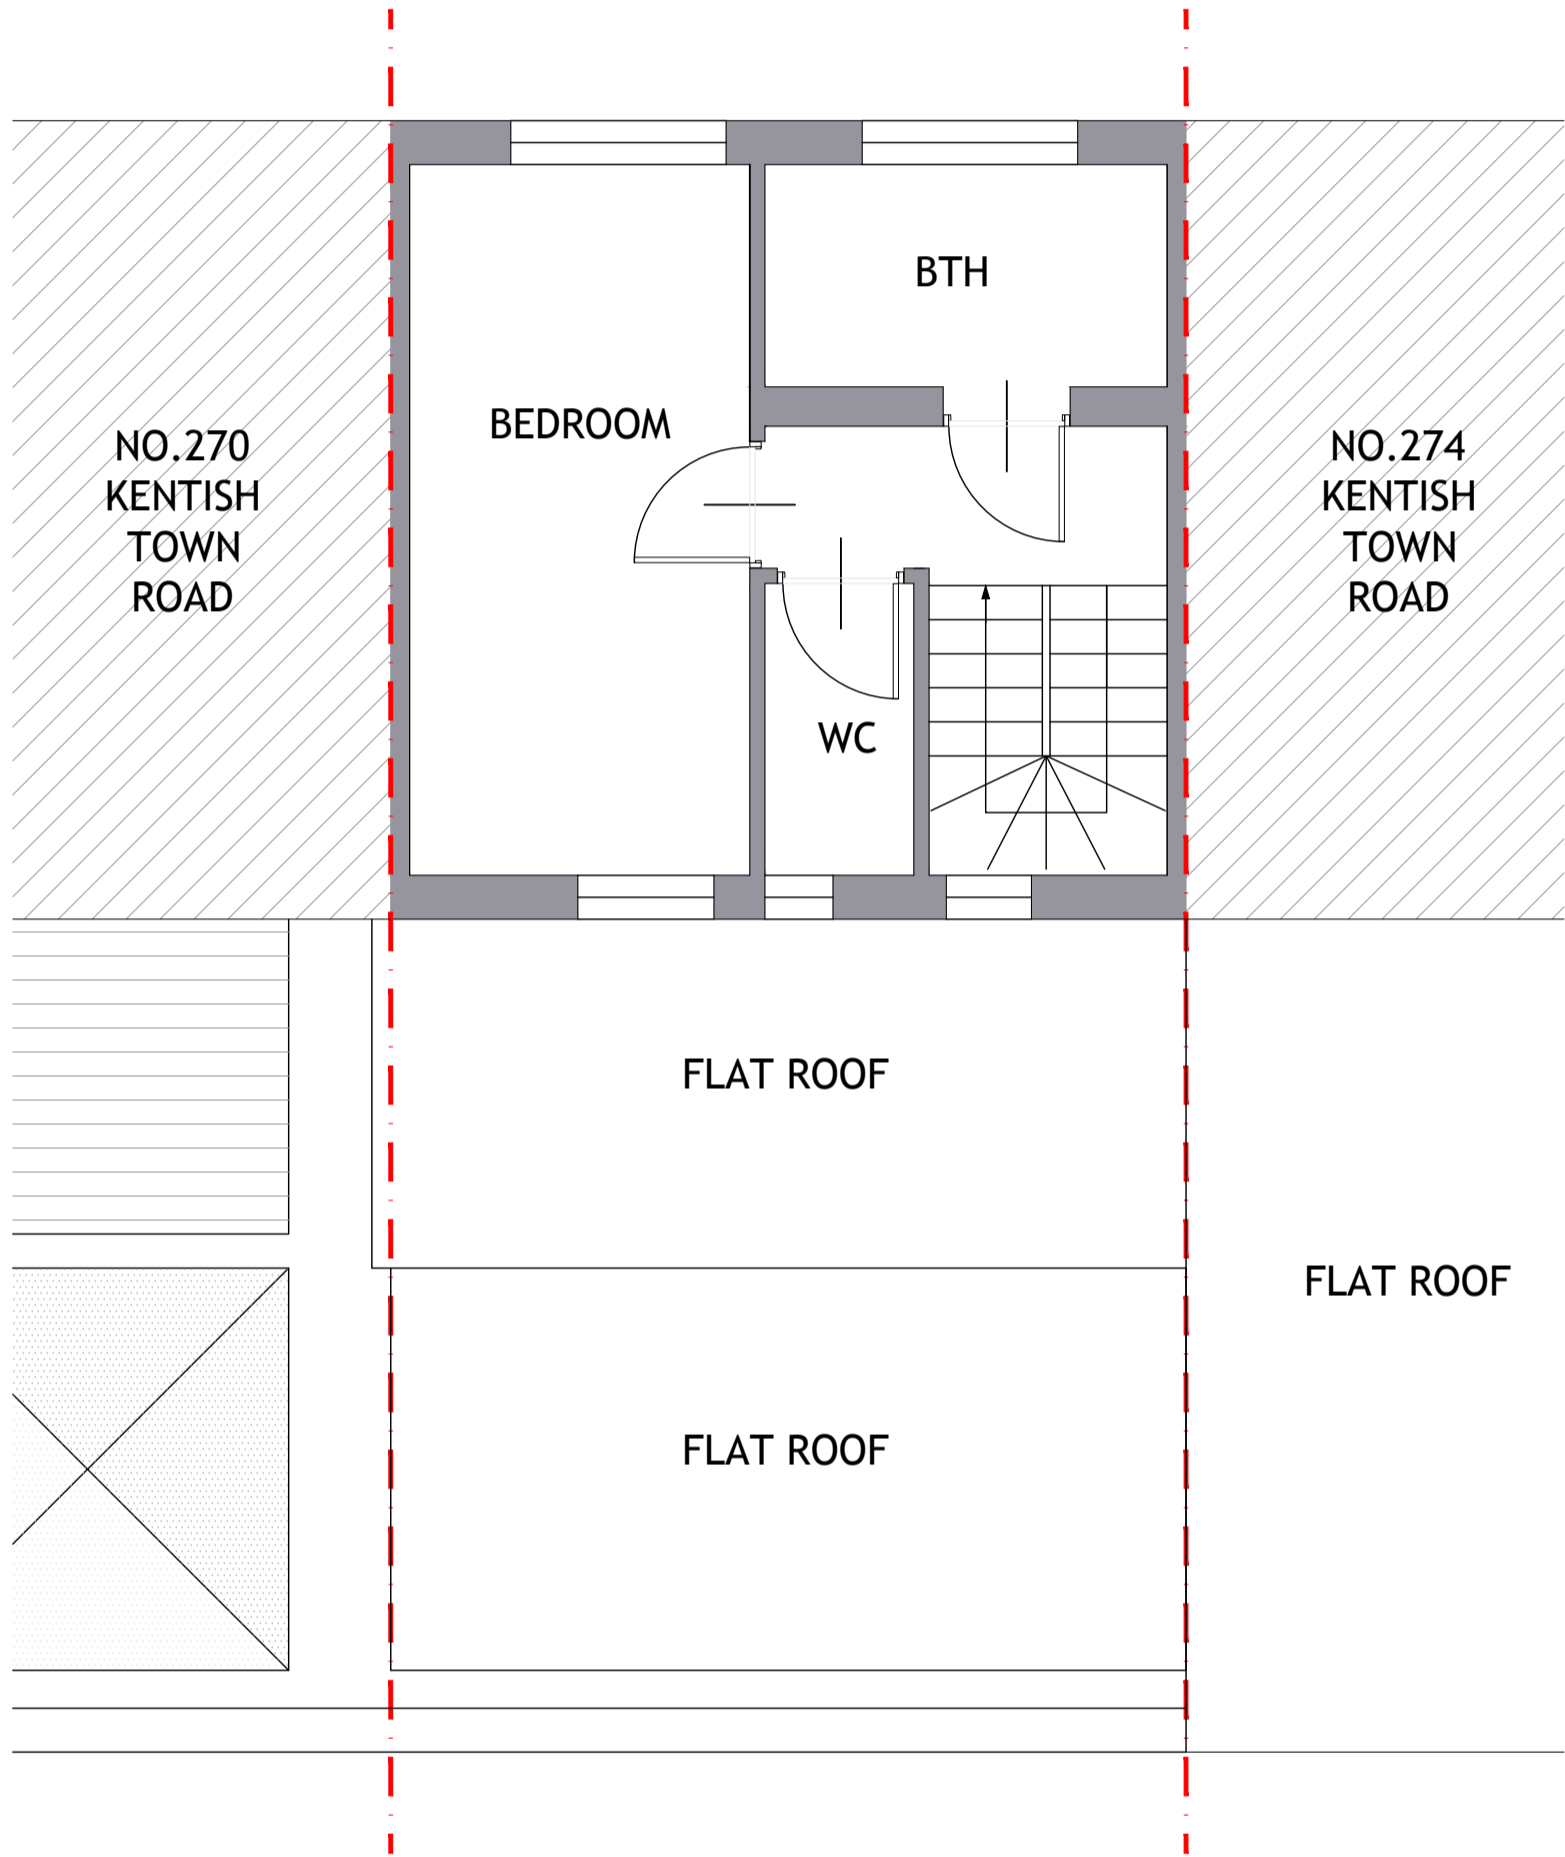 BTH
BEDROOM
NO.270
KENTISH
TOWN
ROAD
NO.274
KENTISH
TOWN
ROAD
WC
FLAT ROOF
FLAT ROOF
FLAT ROOF